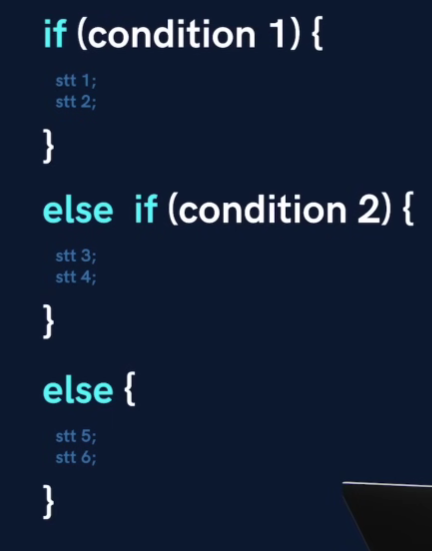 if (condition 1) {
stt 1;
stt 2;
}
else if (condition 2) {
stt 3;
stt 4;
}
else {
stt 5;
stt 6;
}